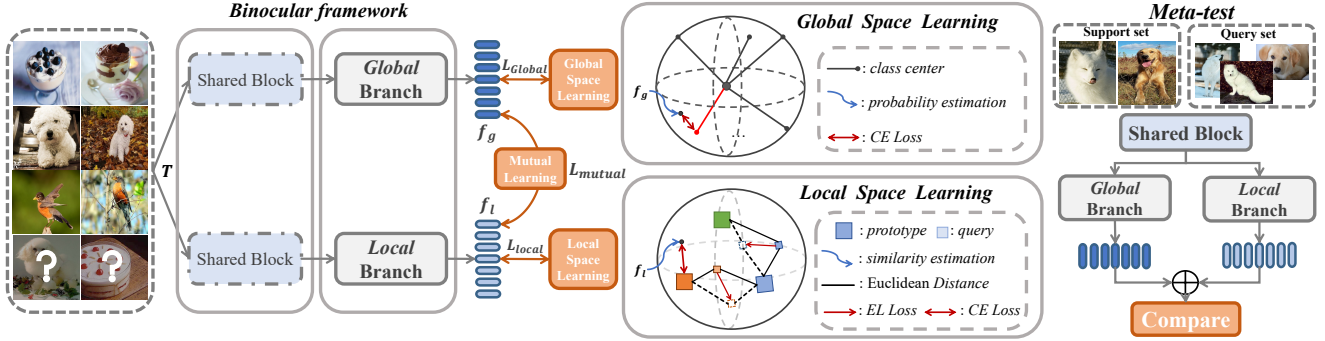 Binocular framework
? ?
T
Shared Block
Global
Branch
L_Global
Global
Space
Learning
f_g
Mutual
Learning
L_mutual
f_l
Shared Block
Local
Branch
L_local
Local
Space
Learning
Global Space Learning
f_g
...
: class center
: probability estimation
: CE Loss
Local Space Learning
f_l
: prototype : query
: similarity estimation
: Euclidean Distance
: EL Loss : CE Loss
Meta-test
Support set
Query set
Shared Block
Global
Branch
Local
Branch
Compare